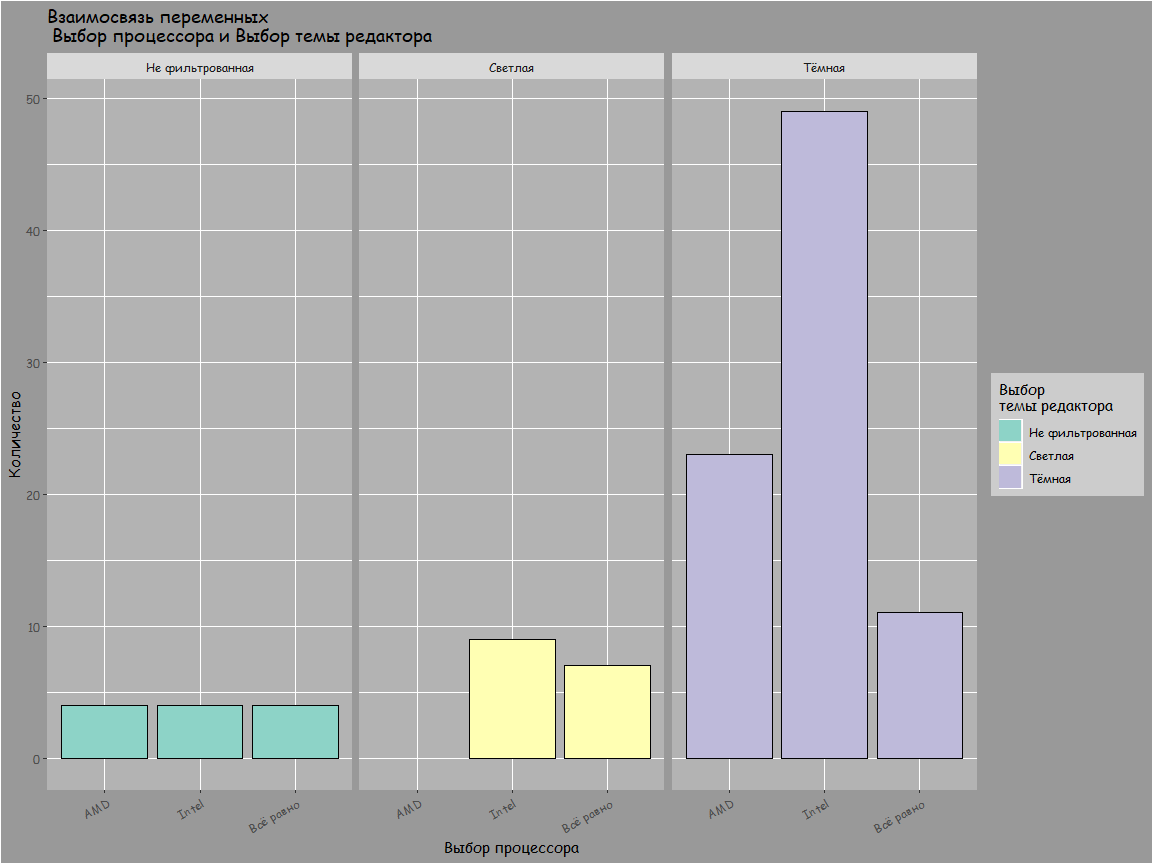 Взаимосвязь переменных
Выбор процессора и Выбор темы редактора
Не фильтрованная
Светлая
Тёмная
50
40
30
20
10
0
Количество
AMD
Intel
Всё равно
AMD
Intel
Всё равно
AMD
Intel
Всё равно
Выбор процессора
Выбор
темы редактора
Не фильтрованная
Светлая
Тёмная